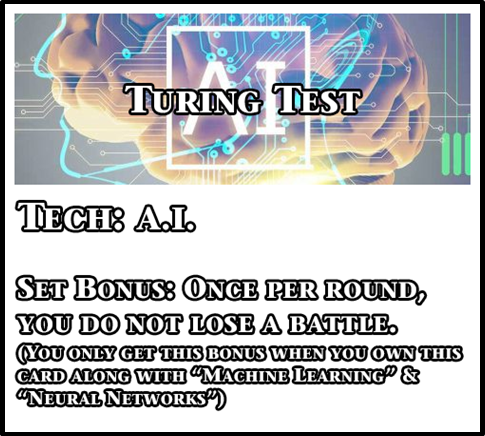 AI
Turing Test
Tech: A.I.
Set Bonus: Once per round,
you do not lose a battle.
(You only get this bonus when you own this
card along with “Machine Learning” &
“Neural Networks”)